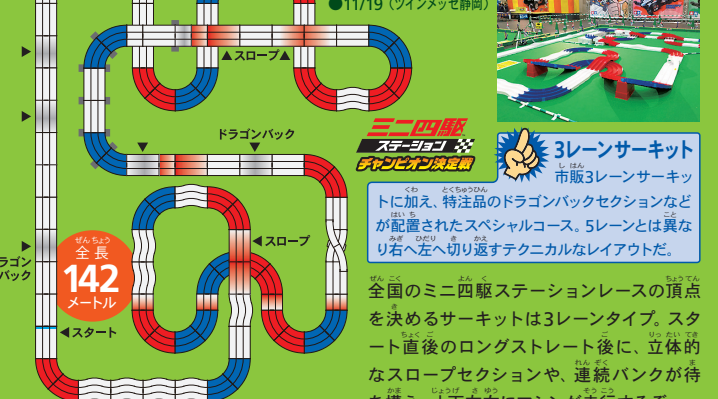 ●11/19（ツインメッセ静岡）
▲スロープ▲
ドラゴンバック
ミニ四駆
ステーション
チャンピオン決定戦
3レーンサーキット
市販3レーンサーキッ
トに加え、特注品のドラゴンバックセクションなど
が配置されたスペシャルコース。5レーンとは異な
り右へ左へ切り返すテクニカルなレイアウトだ。
◀スロープ
ラゴン
バック
ぜんちょう
全長
142
メートル
◀スタート
全国のミニ四駆ステーションレースの頂点
を決めるサーキットは3レーンタイプ。スタ
ート直後のロングストレート後に、立体的
なスロープセクションや、連続バンクが待